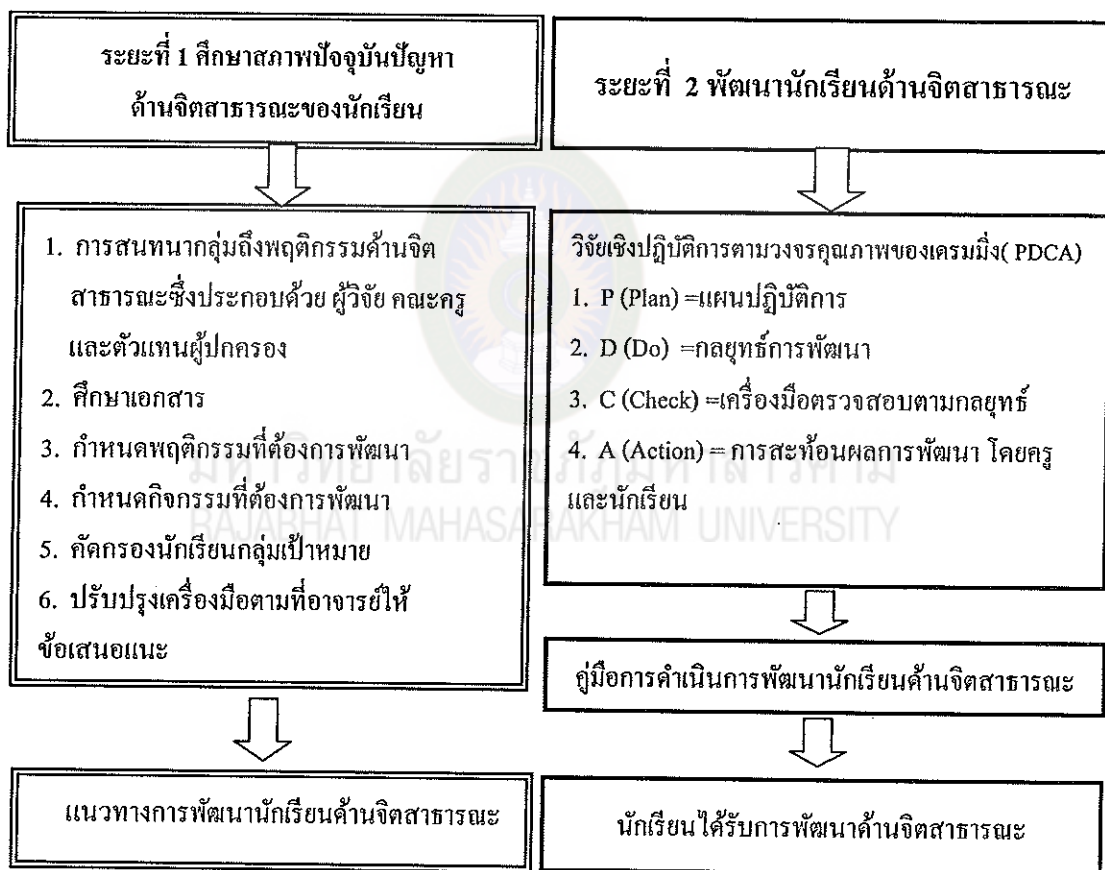 ระยะที่ 1 ศึกษาสภาพปัจจุบันปัญหา
ด้านจิตสาธารณะของนักเรียน
1. การสนทนากลุ่มถึงพฤติกรรมด้านจิต
สาธารณะซึ่งประกอบด้วย ผู้วิจัย คณะครู
และตัวแทนผู้ปกครอง
2. ศึกษาเอกสาร
3. กำหนดพฤติกรรมที่ต้องการพัฒนา
4. กำหนดกิจกรรมที่ต้องการพัฒนา
5. คัดกรองนักเรียนกลุ่มเป้าหมาย
6. ปรับปรุงเครื่องมือตามที่อาจารย์ให้
ข้อเสนอแนะ
แนวทางการพัฒนานักเรียนด้านจิตสาธารณะ
ระยะที่ 2 พัฒนานักเรียนด้านจิตสาธารณะ
วิจัยเชิงปฏิบัติการตามวงจรคุณภาพของเดรมมิ่ง( PDCA)
1. P (Plan) =แผนปฏิบัติการ
2. D (Do) =กลยุทธ์การพัฒนา
3. C (Check) =เครื่องมือตรวจสอบตามกลยุทธ์
4. A (Action) = การสะท้อนผลการพัฒนา โดยครู
และนักเรียน
คู่มือการดำเนินการพัฒนานักเรียนด้านจิตสาธารณะ
นักเรียนได้รับการพัฒนาด้านจิตสาธารณะ
มหาวิทยาลัยราชภัฏมหาสารคาม
RAJABHAT MAHASARAKHAM UNIVERSITY